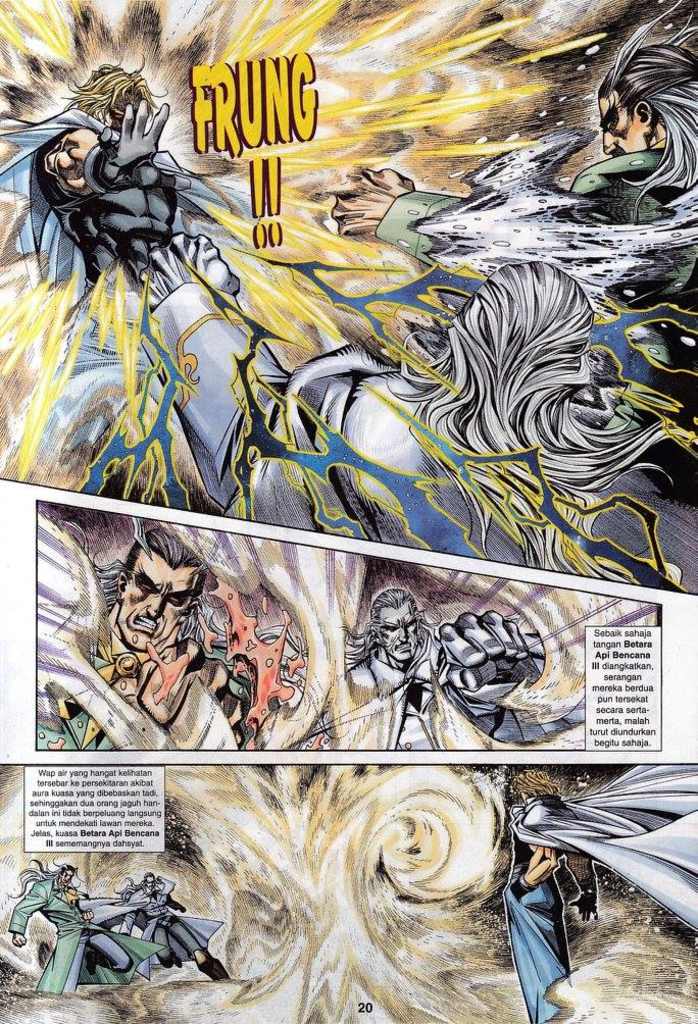 FRUNG
!!!
Sebaik sahaja
tangan Betara
Api Bencana
III diangkatkan,
serangan
mereka berdua
pun tersekat
secara serta-
merta, malah
turut diundurkan
begitu sahaja.
Wap air yang hangat kelihatan
tersebar ke persekitaran akibat
aura kuasa yang dibebaskan tadi,
sehinggakan dua orang jaguh han-
dalan ini tidak berpeluang langsung
untuk mendekati lawan mereka.
Jelas, kuasa Betara Api Bencana
III sememangnya dahsyat.
20